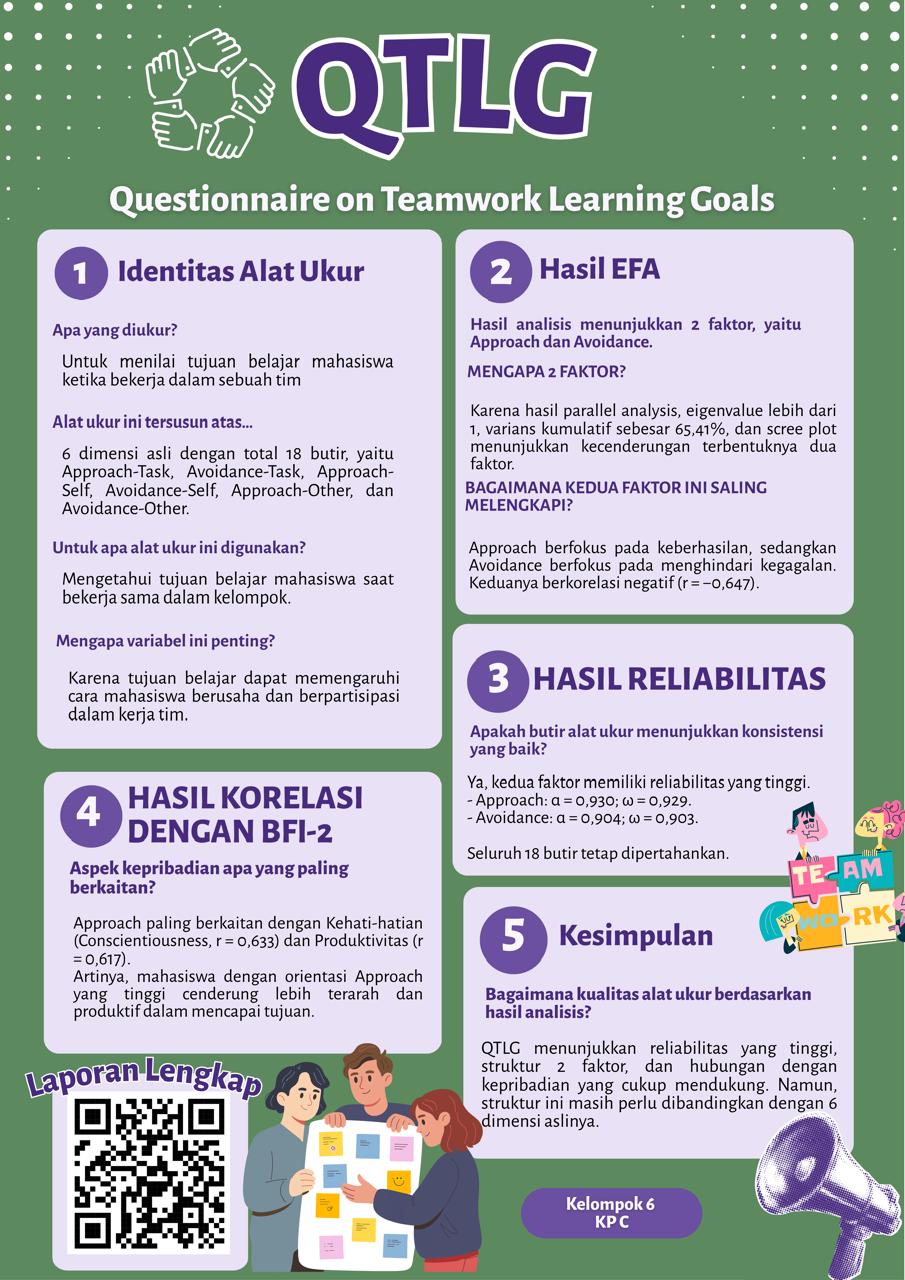 QTLG
Questionnaire on Teamwork Learning Goals
1 Identitas Alat Ukur
Apa yang diukur?
Untuk menilai tujuan belajar mahasiswa
ketika bekerja dalam sebuah tim
Alat ukur ini tersusun atas...
6 dimensi asli dengan total 18 butir, yaitu
Approach-Task, Avoidance-Task, Approach-
Self, Avoidance-Self, Approach-Other, dan
Avoidance-Other.
Untuk apa alat ukur ini digunakan?
Mengetahui tujuan belajar mahasiswa saat
bekerja sama dalam kelompok.
Mengapa variabel ini penting?
Karena tujuan belajar dapat memengaruhi
cara mahasiswa berusaha dan berpartisipasi
dalam kerja tim.
2 Hasil EFA
Hasil analisis menunjukkan 2 faktor, yaitu
Approach dan Avoidance.
MENGAPA 2 FAKTOR?
Karena hasil parallel analysis, eigenvalue lebih dari
1, varians kumulatif sebesar 65,41%, dan scree plot
menunjukkan kecenderungan terbentuknya dua
faktor.
BAGAIMANA KEDUA FAKTOR INI SALING
MELENGKAPI?
Approach berfokus pada keberhasilan, sedangkan
Avoidance berfokus pada menghindari kegagalan.
Keduanya berkorelasi negatif (r = −0,647).
3 HASIL RELIABILITAS
Apakah butir alat ukur menunjukkan konsistensi
yang baik?
Ya, kedua faktor memiliki reliabilitas yang tinggi.
- Approach: α = 0,930; ω = 0,929.
- Avoidance: α = 0,904; ω = 0,903.
Seluruh 18 butir tetap dipertahankan.
TE AM
WO RK
4 HASIL KORELASI
DENGAN BFI-2
Aspek kepribadian apa yang paling
berkaitan?
Approach paling berkaitan dengan Kehati-hatian
(Conscientiousness, r = 0,633) dan Produktivitas (r
= 0,617).
Artinya, mahasiswa dengan orientasi Approach
yang tinggi cenderung lebih terarah dan
produktif dalam mencapai tujuan.
5 Kesimpulan
Bagaimana kualitas alat ukur berdasarkan
hasil analisis?
QTLG menunjukkan reliabilitas yang tinggi,
struktur 2 faktor, dan hubungan dengan
kepribadian yang cukup mendukung. Namun,
struktur ini masih perlu dibandingkan dengan 6
dimensi aslinya.
Laporan Lengkap
Kelompok 6
KP C